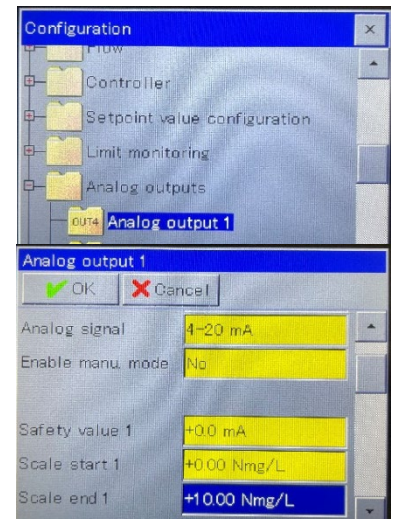 Configuration
Flow
Controller
Setpoint value configuration
Limit monitoring
Analog outputs
OUT4 Analog output 1
Analog output 1
OK Cancel
Analog signal 4-20 mA
Enable manu. mode No
Safety value 1 +0.0 mA
Scale start 1 +0.00 Nmg/L
Scale end 1 +10.00 Nmg/L